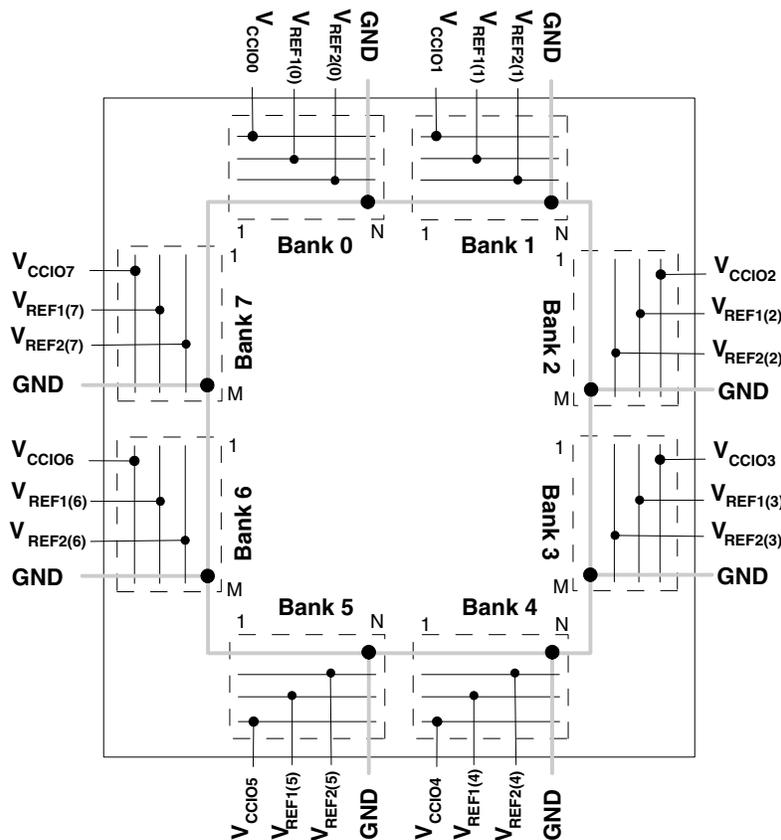 VCCIO0
VREF1(0)
VREF2(0)
GND
VCCIO1
VREF1(1)
VREF2(1)
GND
1
N
Bank 0
1
N
Bank 1
VCCIO7
VREF1(7)
VREF2(7)
GND
1
Bank 7
M
1
Bank 2
M
VCCIO2
VREF1(2)
VREF2(2)
GND
VCCIO6
VREF1(6)
VREF2(6)
GND
1
Bank 6
M
1
Bank 3
M
VCCIO3
VREF1(3)
VREF2(3)
GND
Bank 5
1
N
Bank 4
1
N
VCCIO5
VREF1(5)
VREF2(5)
GND
VCCIO4
VREF1(4)
VREF2(4)
GND